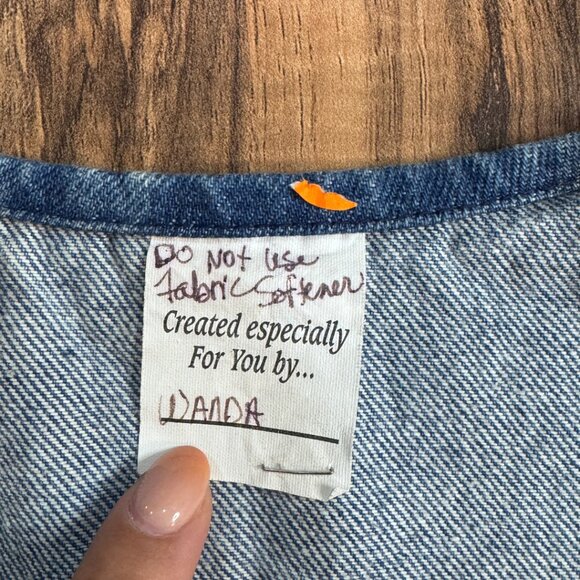 DO NOT use
fabric Softener
Created especially
For You by...
WANDA